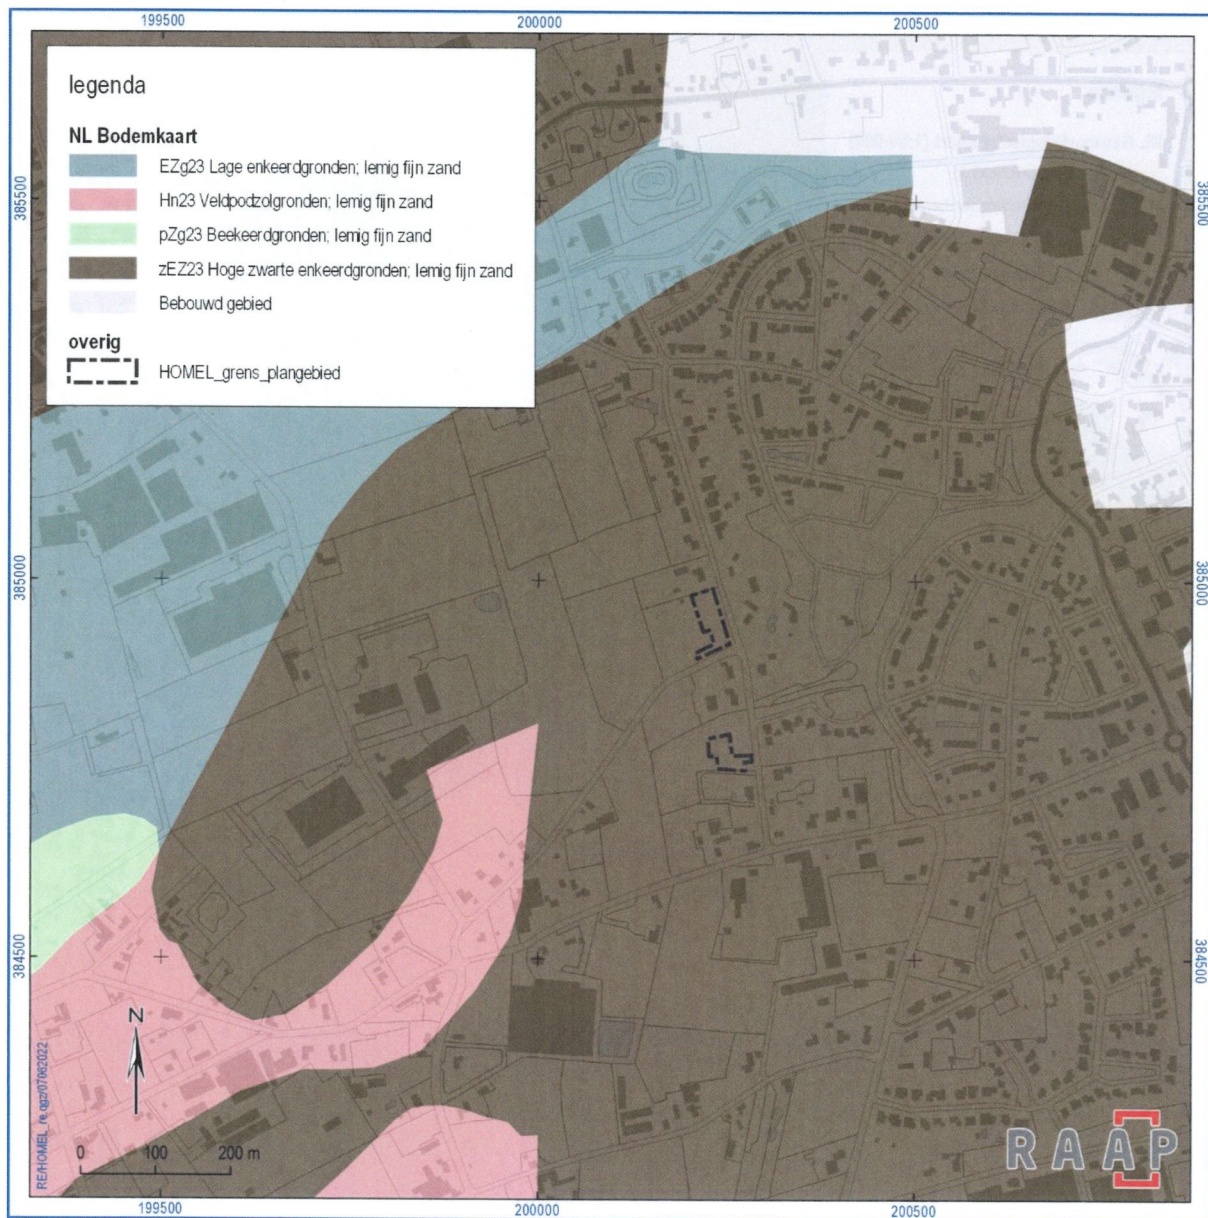 199500 200000 200500
legenda
NL Bodemkaart
EZg23 Lage enkeerdgronden; lemig fijn zand
Hn23 Veldpodzolgronden; lemig fijn zand
pZg23 Beekeerdgronden; lemig fijn zand
zEZ23 Hoge zwarte enkeerdgronden; lemig fijn zand
Bebouwd gebied
overig
HOMEL_grens_plangebied
385500 385500
385000 385000
384500 384500
N
RE/HOMEL_re.qgz/07062022
0 100 200 m
RAAP
199500 200000 200500